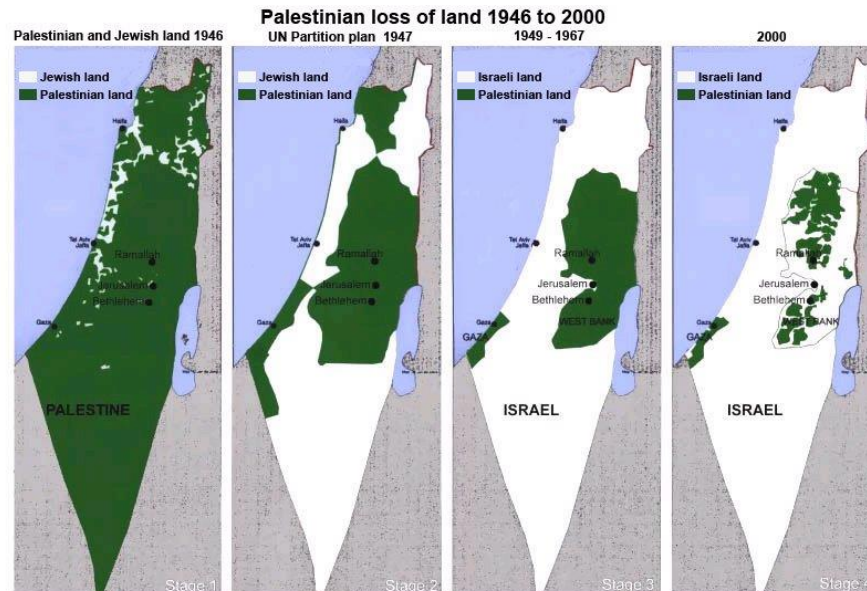 Palestinian loss of land 1946 to 2000
Palestinian and Jewish land 1946
Jewish land
Palestinian land
Haifa
Tel Aviv
Jaffa
Ramallah
Jerusalem
Bethlehem
Gaza
PALESTINE
Stage 1
UN Partition plan 1947
Jewish land
Palestinian land
Haifa
Tel Aviv
Jaffa
Ramallah
Jerusalem
Bethlehem
Gaza
Stage 2
1949 - 1967
Israeli land
Palestinian land
Haifa
Tel Aviv
Jaffa
Ramallah
Jerusalem
Bethlehem
Gaza
GAZA
WEST BANK
ISRAEL
Stage 3
2000
Israeli land
Palestinian land
Haifa
Tel Aviv
Jaffa
Ramallah
Jerusalem
Bethlehem
Gaza
GAZA
WEST BANK
ISRAEL
Stage 4